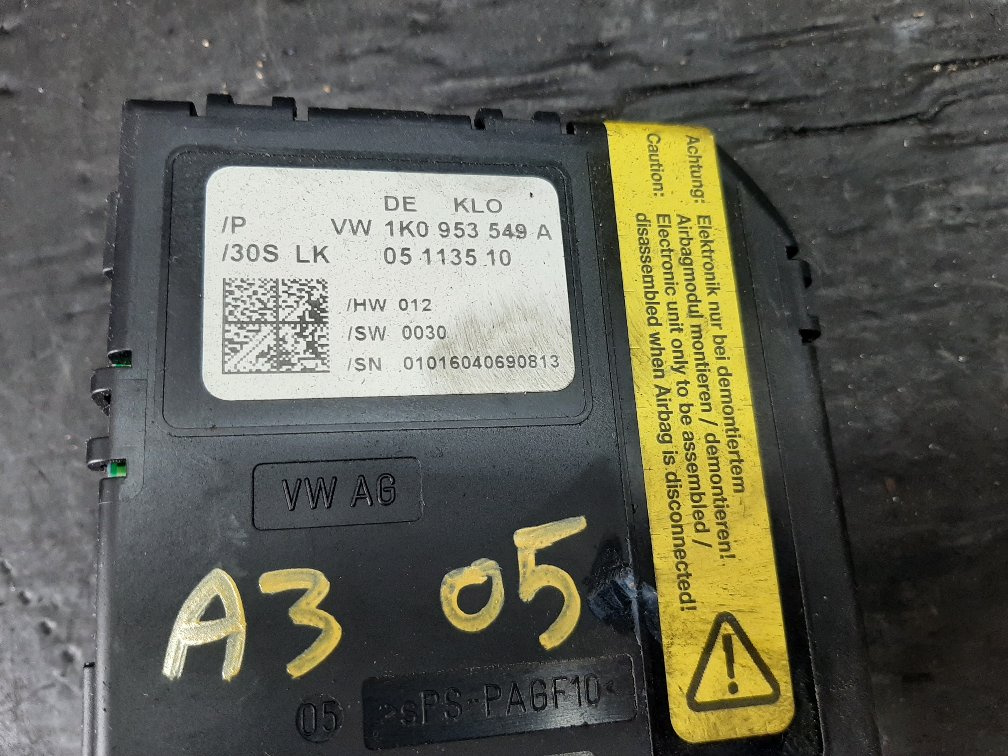 DE KLO
/P VW 1K0 953 549 A
/30S LK 05 1135 10
/HW 012
/SW 0030
/SN 01016040690813
VW AG
A3 05
05 >sPS-PAGF10<
Achtung: Elektronik nur bei demontiertem
Airbagmodul montieren / demontieren!
Caution: Electronic unit only to be assembled /
disassembled when Airbag is disconnected!